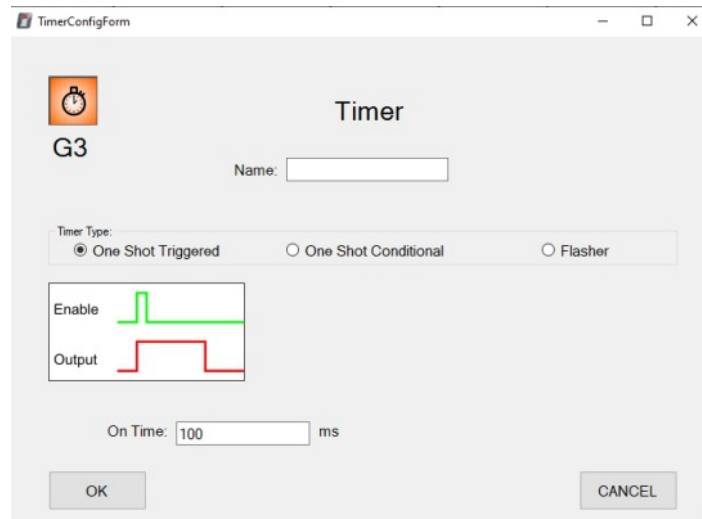 TimerConfigForm
Timer
G3
Name:
Timer Type:
One Shot Triggered One Shot Conditional Flasher
Enable
Output
On Time: 100 ms
OK CANCEL